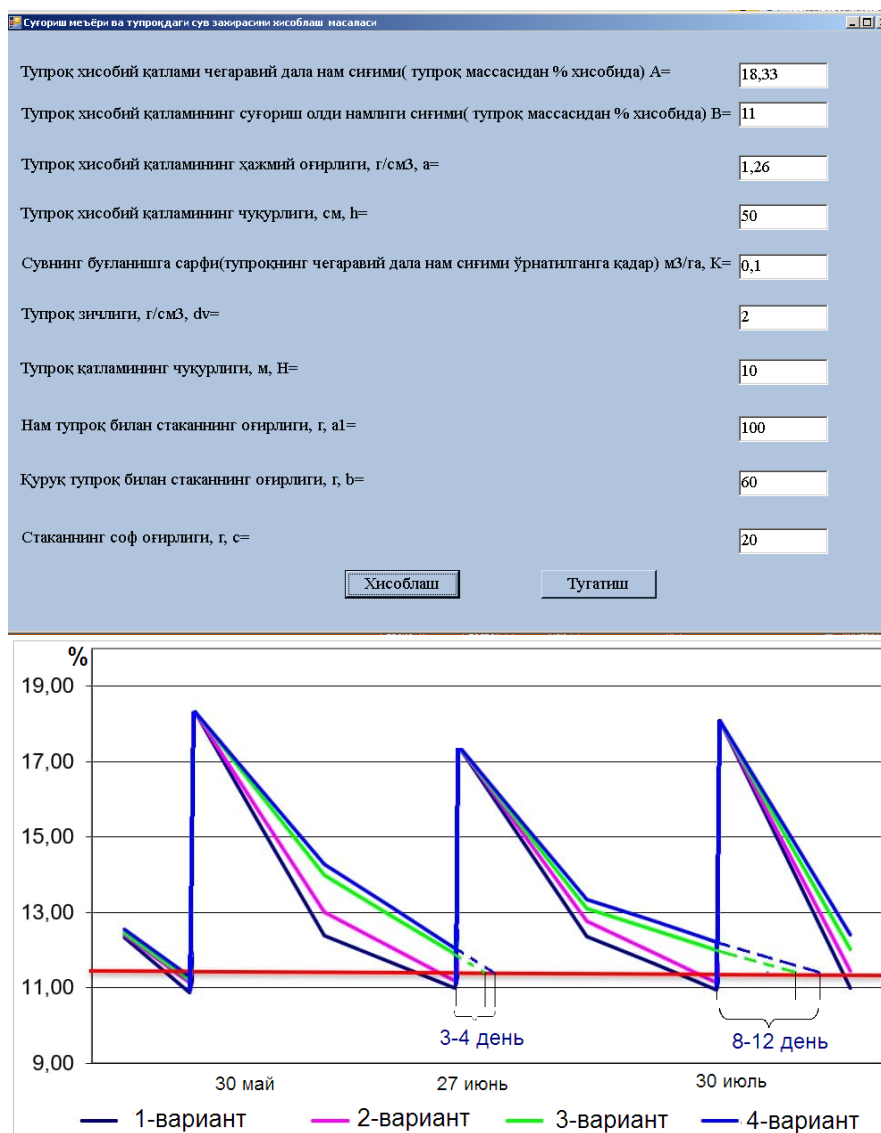 Суғориш меъёри ва тупроқдаги сув захирасини хисоблаш масаласи
Тупроқ хисобий қатлами чегаравий дала нам сиғими( тупроқ массасидан % хисобида) A= 18,33
Тупроқ хисобий қатламининг суғориш олди намлиги сиғими( тупроқ массасидан % хисобида) B= 11
Тупроқ хисобий қатламининг ҳажмий оғирлиги, г/см3, a= 1,26
Тупроқ хисобий қатламининг чуқурлиги, см, h= 50
Сувнинг буғланишга сарфи(тупроқнинг чегаравий дала нам сиғими ўрнатилганга қадар) м3/га, K= 0,1
Тупроқ зичлиги, г/см3, dv= 2
Тупроқ қатламининг чуқурлиги, м, H= 10
Нам тупроқ билан стаканнинг оғирлиги, г, a1= 100
Қуруқ тупроқ билан стаканнинг оғирлиги, г, b= 60
Стаканнинг соф оғирлиги, г, c= 20
Хисоблаш Тугатиш
%
19,00
17,00
15,00
13,00
11,00
3-4 день 8-12 день
9,00
30 май 27 июнь 30 июль
1-вариант 2-вариант 3-вариант 4-вариант